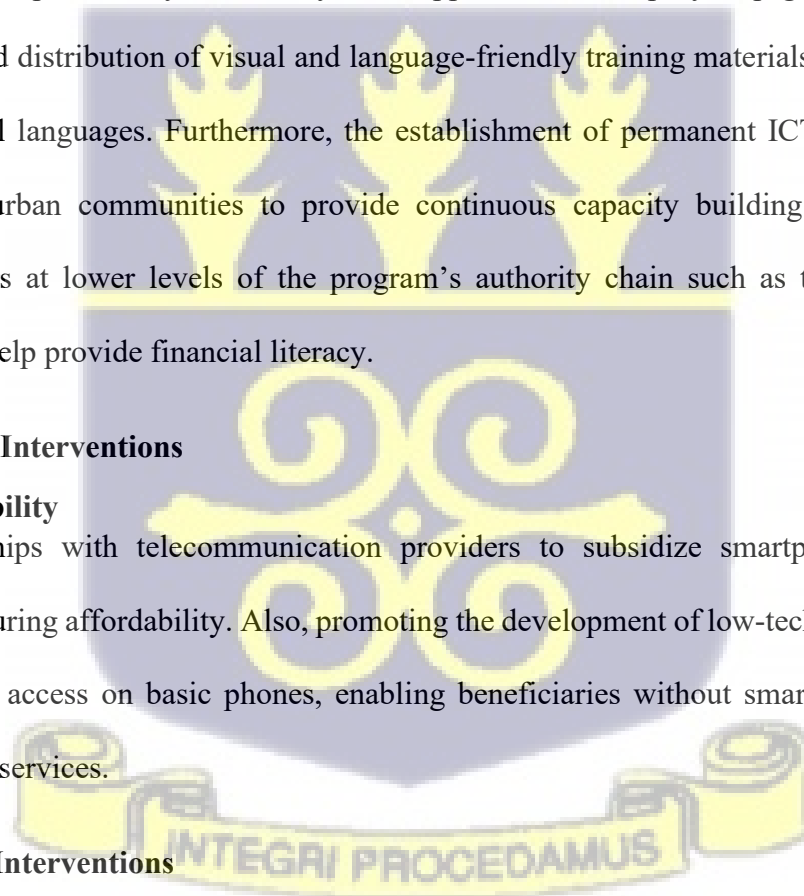 d distribution of visual and language-friendly training materials
languages. Furthermore, the establishment of permanent ICT
urban communities to provide continuous capacity building
s at lower levels of the program's authority chain such as t
elp provide financial literacy.
Interventions
bility
hips with telecommunication providers to subsidize smartp
uring affordability. Also, promoting the development of low-tec
access on basic phones, enabling beneficiaries without smar
services.
Interventions
INTEGRI PROCEDAMUS